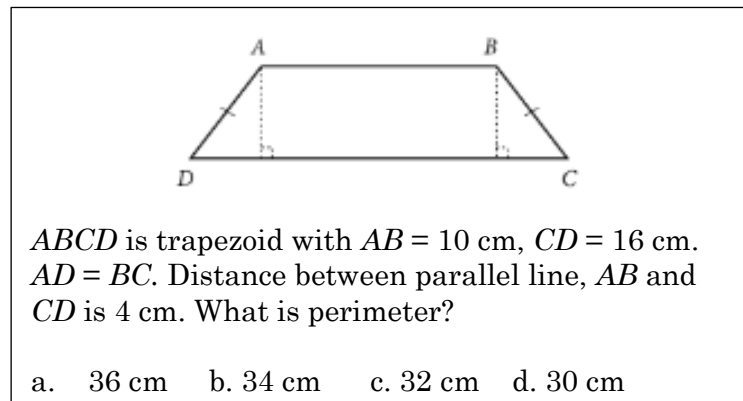 A B
D C
ABCD is trapezoid with AB = 10 cm, CD = 16 cm.
AD = BC. Distance between parallel line, AB and
CD is 4 cm. What is perimeter?
a. 36 cm b. 34 cm c. 32 cm d. 30 cm